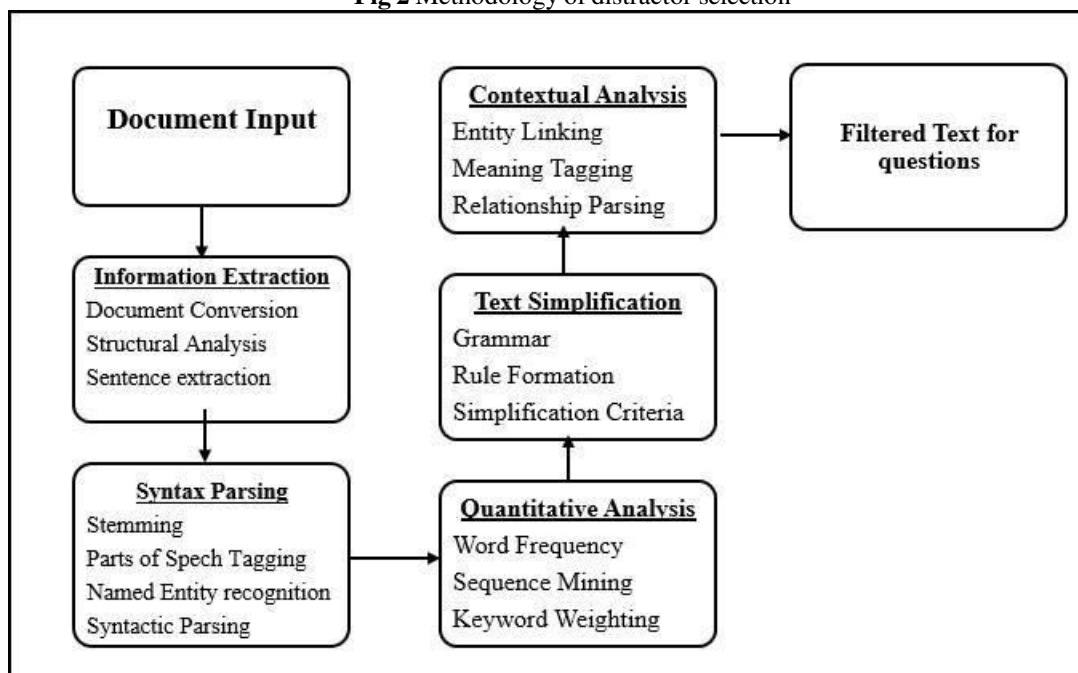 Fig 2 Methodology of distractor selection
Document Input
Information Extraction
Document Conversion
Structural Analysis
Sentence extraction
Syntax Parsing
Stemming
Parts of Spech Tagging
Named Entity recognition
Syntactic Parsing
Quantitative Analysis
Word Frequency
Sequence Mining
Keyword Weighting
Text Simplification
Grammar
Rule Formation
Simplification Criteria
Contextual Analysis
Entity Linking
Meaning Tagging
Relationship Parsing
Filtered Text for
questions